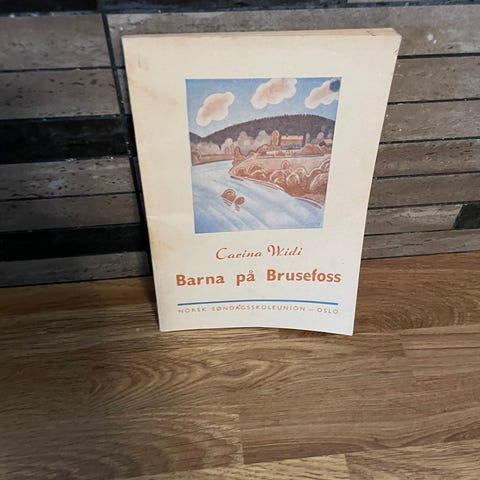 Carina Widi
Barna på Brusefoss
NORSK SØNDAGSSKOLEUNION - OSLO